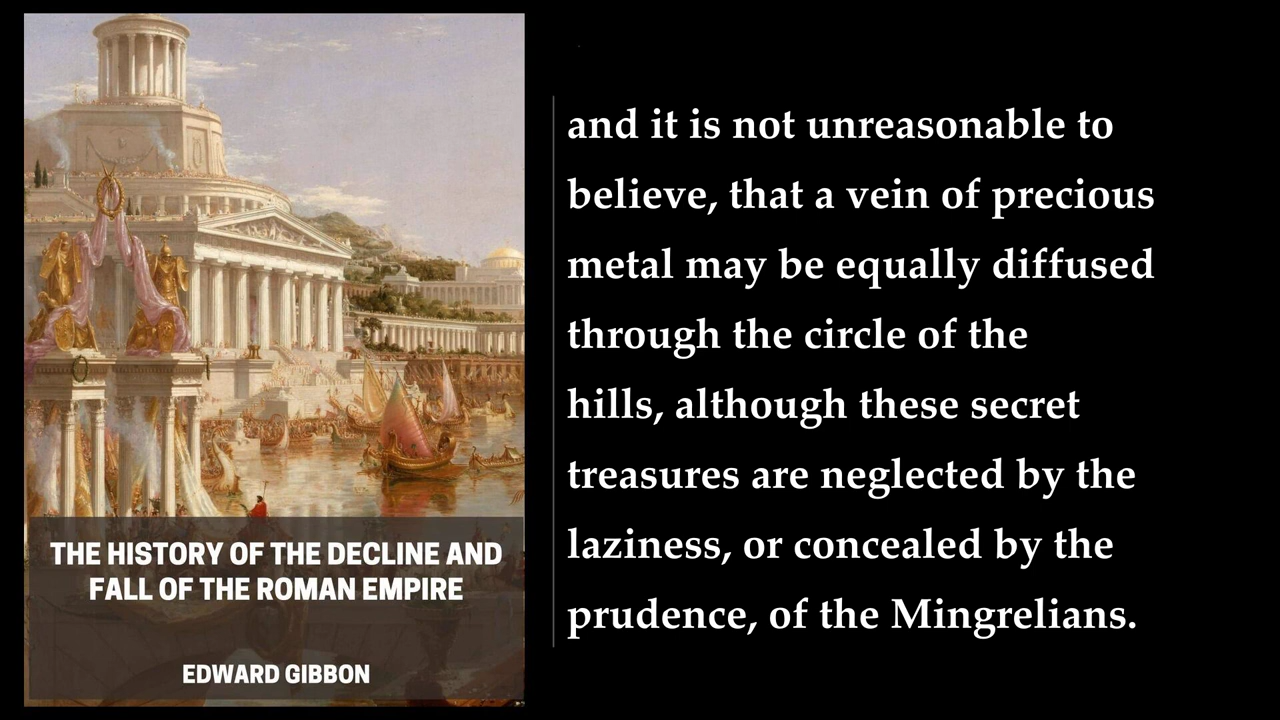 THE HISTORY OF THE DECLINE AND
FALL OF THE ROMAN EMPIRE
EDWARD GIBBON
and it is not unreasonable to
believe, that a vein of precious
metal may be equally diffused
through the circle of the
hills, although these secret
treasures are neglected by the
laziness, or concealed by the
prudence, of the Mingrelians.